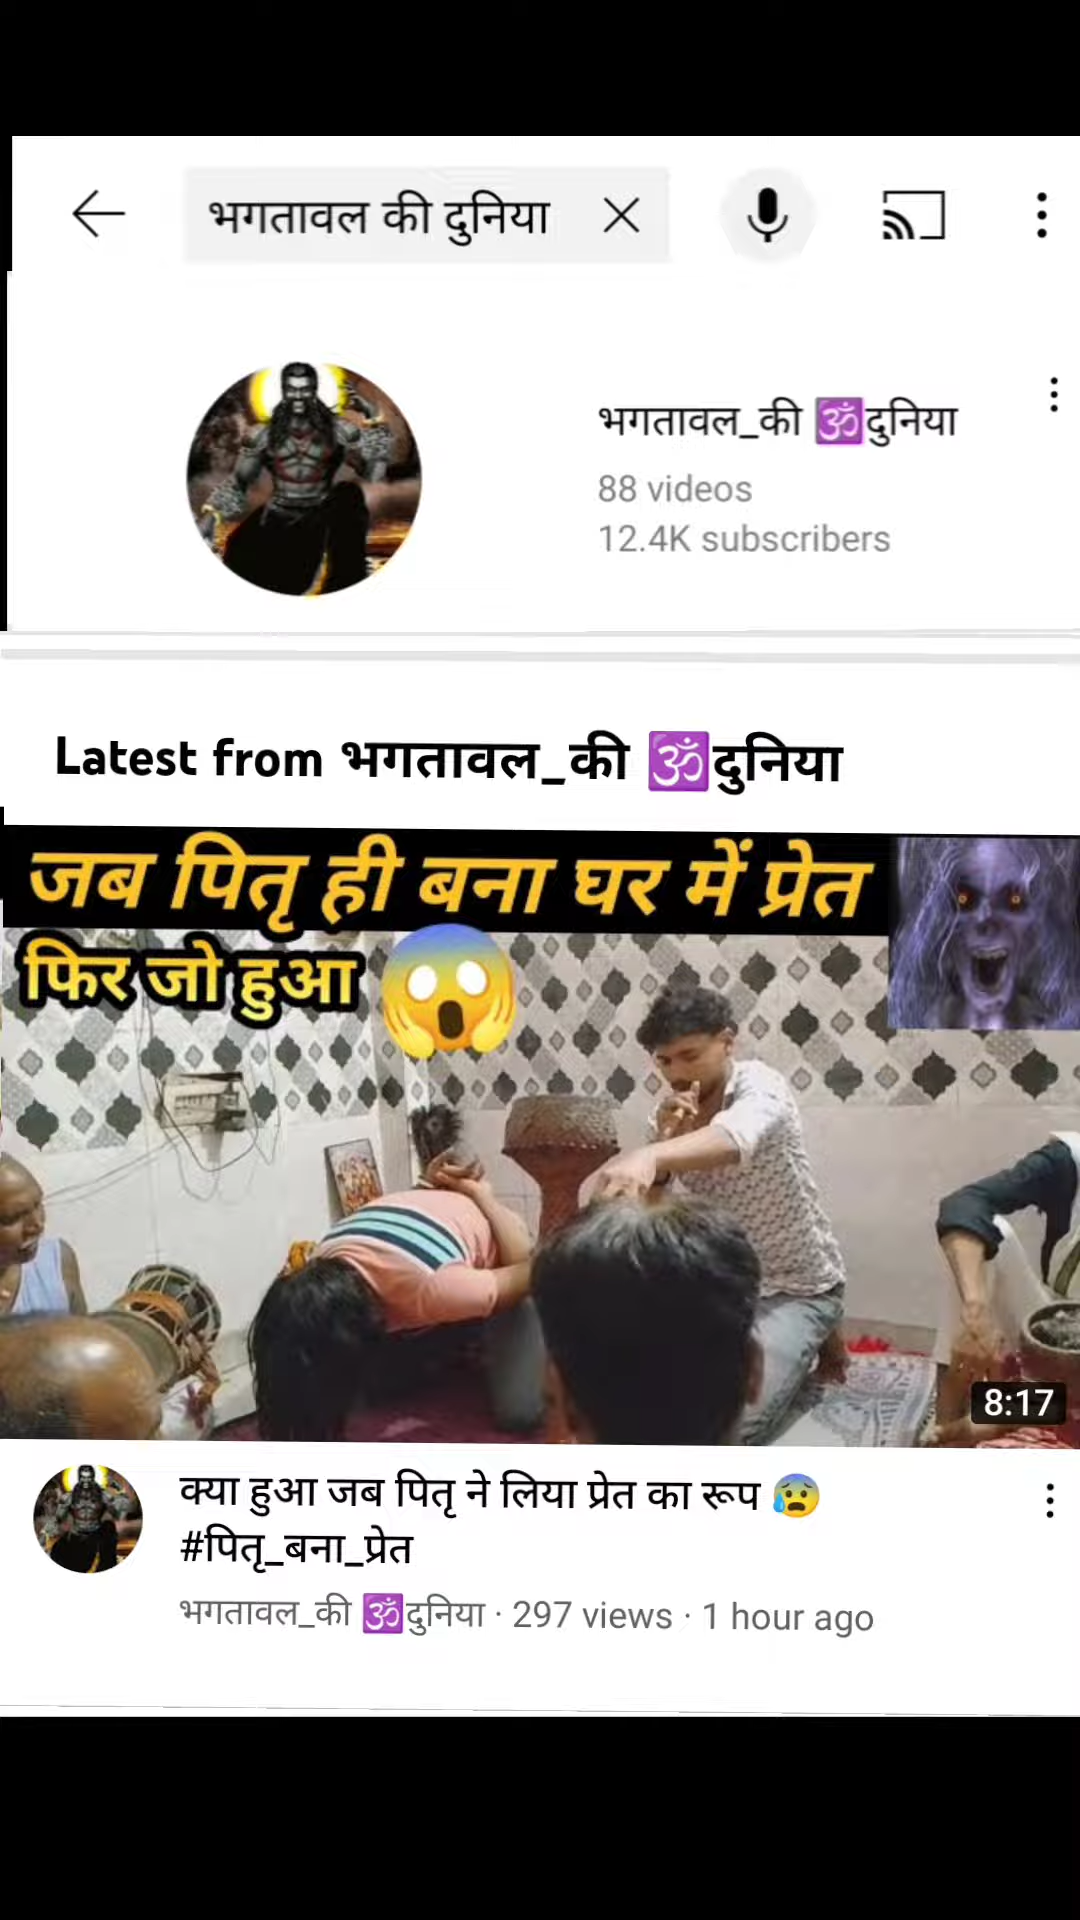 भगतावल की दुनिया
भगतावल_की 🕉️दुनिया
88 videos
12.4K subscribers
Latest from भगतावल_की 🕉️दुनिया
जब पितृ ही बना घर में प्रेत
फिर जो हुआ
8:17
क्या हुआ जब पितृ ने लिया प्रेत का रूप 😰
#पितृ_बना_प्रेत
भगतावल_की 🕉️दुनिया · 297 views · 1 hour ago